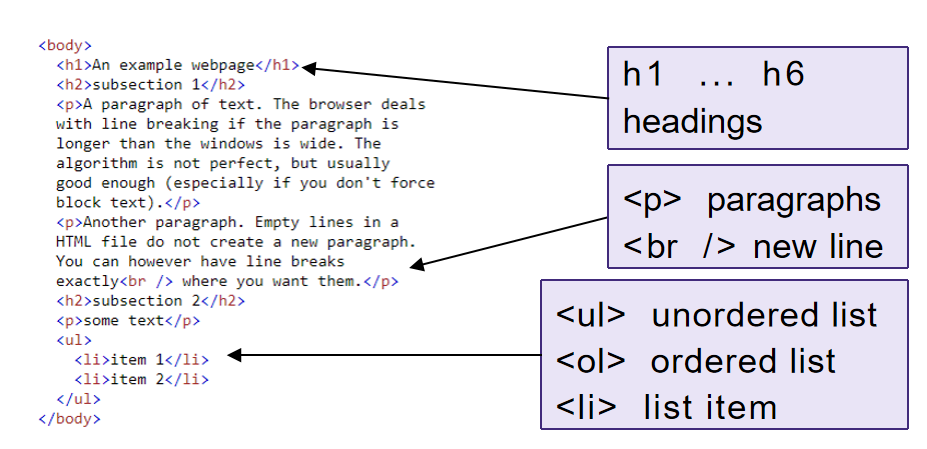 <body>
<h1>An example webpage</h1>
<h2>subsection 1</h2>
<p>A paragraph of text. The browser deals
with line breaking if the paragraph is
longer than the windows is wide. The
algorithm is not perfect, but usually
good enough (especially if you don't force
block text).</p>
<p>Another paragraph. Empty lines in a
HTML file do not create a new paragraph.
You can however have line breaks
exactly<br /> where you want them.</p>
<h2>subsection 2</h2>
<p>some text</p>
<ul>
<li>item 1</li>
<li>item 2</li>
</ul>
</body>
h1 ... h6
headings
<p> paragraphs
<br /> new line
<ul> unordered list
<ol> ordered list
<li> list item